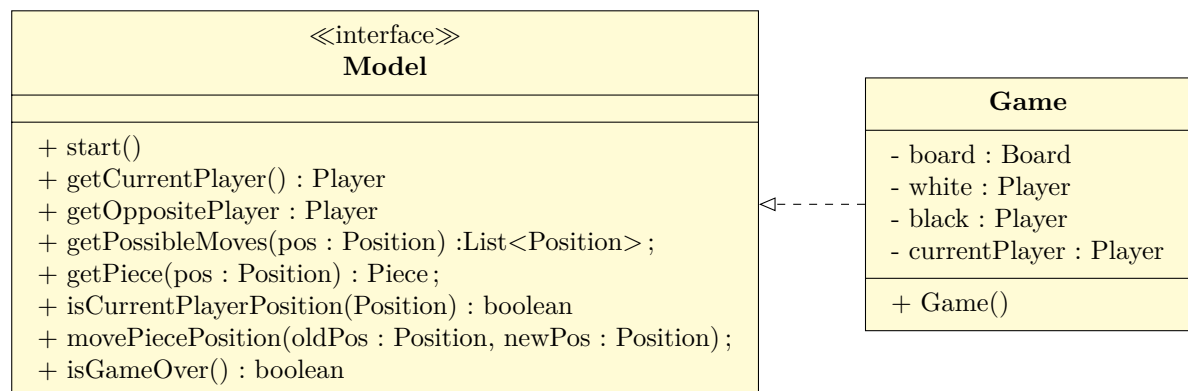 ≪interface≫
Model
+ start()
+ getCurrentPlayer() : Player
+ getOppositePlayer : Player
+ getPossibleMoves(pos : Position) :List<Position> ;
+ getPiece(pos : Position) : Piece ;
+ isCurrentPlayerPosition(Position) : boolean
+ movePiecePosition(oldPos : Position, newPos : Position) ;
+ isGameOver() : boolean
Game
- board : Board
- white : Player
- black : Player
- currentPlayer : Player
+ Game()